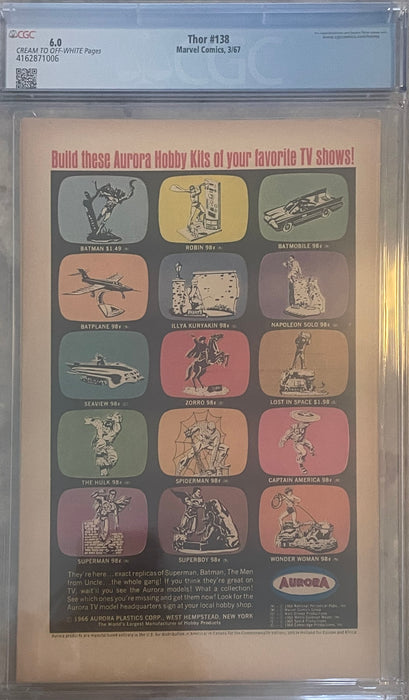 CGC
6.0
CREAM TO OFF-WHITE Pages
4162871006
Thor #138
Marvel Comics, 3/67
Build these Aurora Hobby Kits of your favorite TV shows!
BATMAN $1.49
ROBIN 98¢
BATMOBILE 98¢
BATPLANE 98¢
ILLYA KURYAKIN 98¢
NAPOLEON SOLO 98¢
SEAVIEW 98¢
ZORRO 98¢
LOST IN SPACE $1.98
THE HULK 98¢
SPIDERMAN 98¢
CAPTAIN AMERICA 98¢
SUPERMAN 98¢
SUPERBOY 98¢
WONDER WOMAN 98¢
They're here...exact replicas of Superman, Batman, The Men
from Uncle...the whole gang! If you think they're great on
TV, wait'll you see the Aurora models! What a collection!
See which ones you're missing and get them now! Look for the
Aurora TV model headquarters sign at your local hobby shop.
AURORA
© 1966 AURORA PLASTICS CORP., WEST HEMPSTEAD, NEW YORK
The World's Largest Manufacturer of Hobby Products